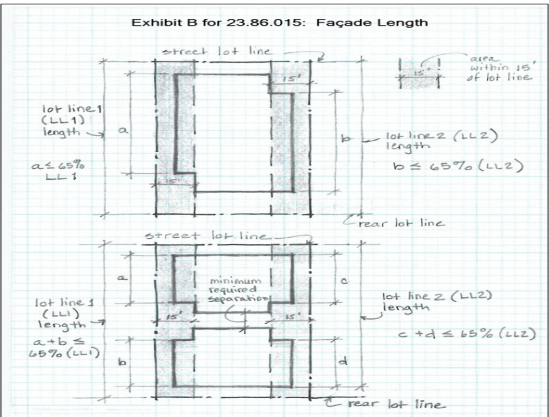 Exhibit B for 23.86.015: Façade Length
street lot line
area
within 15'
of lot line
15'
15'
lot line 1
(LL1)
length
a
b
lot line 2 (LL2)
length
a ≤ 65%
LL1
b ≤ 65% (LL2)
15'
rear lot line
street lot line
a
minimum
required
separation
c
lot line 1
(LL1)
length
15'
15'
lot line 2 (LL2)
length
a + b ≤
65% (LL1)
c + d ≤ 65% (LL2)
b
d
rear lot line